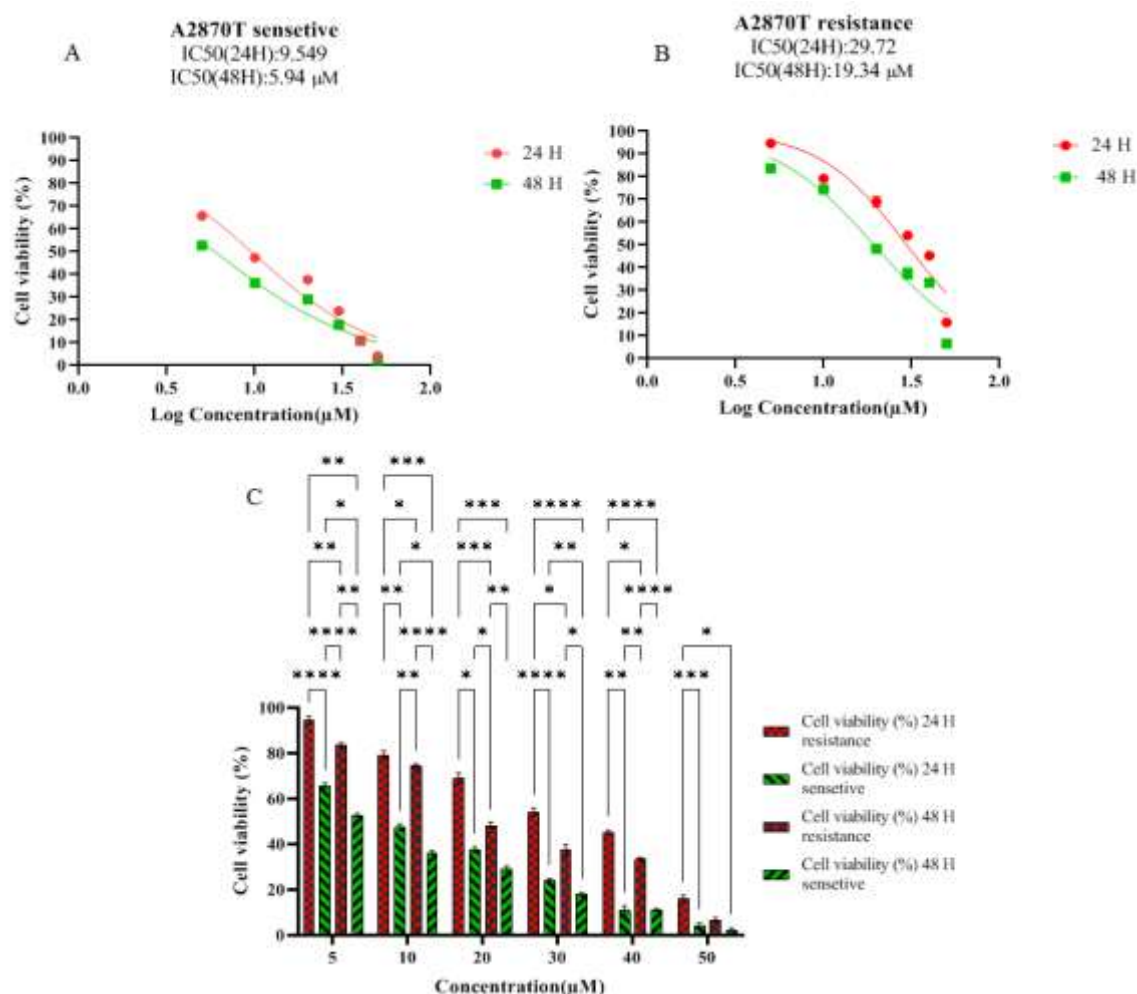 A
A2870T sensetive
IC50(24H):9.549
IC50(48H):5.94 μM
100
90
80
70
60
50
40
30
20
10
0
Cell viability (%)
0.0 0.5 1.0 1.5 2.0
Log Concentration(μM)
24 H
48 H
B
A2870T resistance
IC50(24H):29.72
IC50(48H):19.34 μM
100
90
80
70
60
50
40
30
20
10
0
Cell viability (%)
0.0 0.5 1.0 1.5 2.0
Log Concentration(μM)
24 H
48 H
C
** ***
* * *** **** ****
** * *** ** *
** ** ** * ****
**** **** * * ** *
**** ** * **** ** ***
100
80
60
40
20
0
Cell viability (%)
5 10 20 30 40 50
Concentration(μM)
Cell viability (%) 24 H
resistance
Cell viability (%) 24 H
sensetive
Cell viability (%) 48 H
resistance
Cell viability (%) 48 H
sensetive